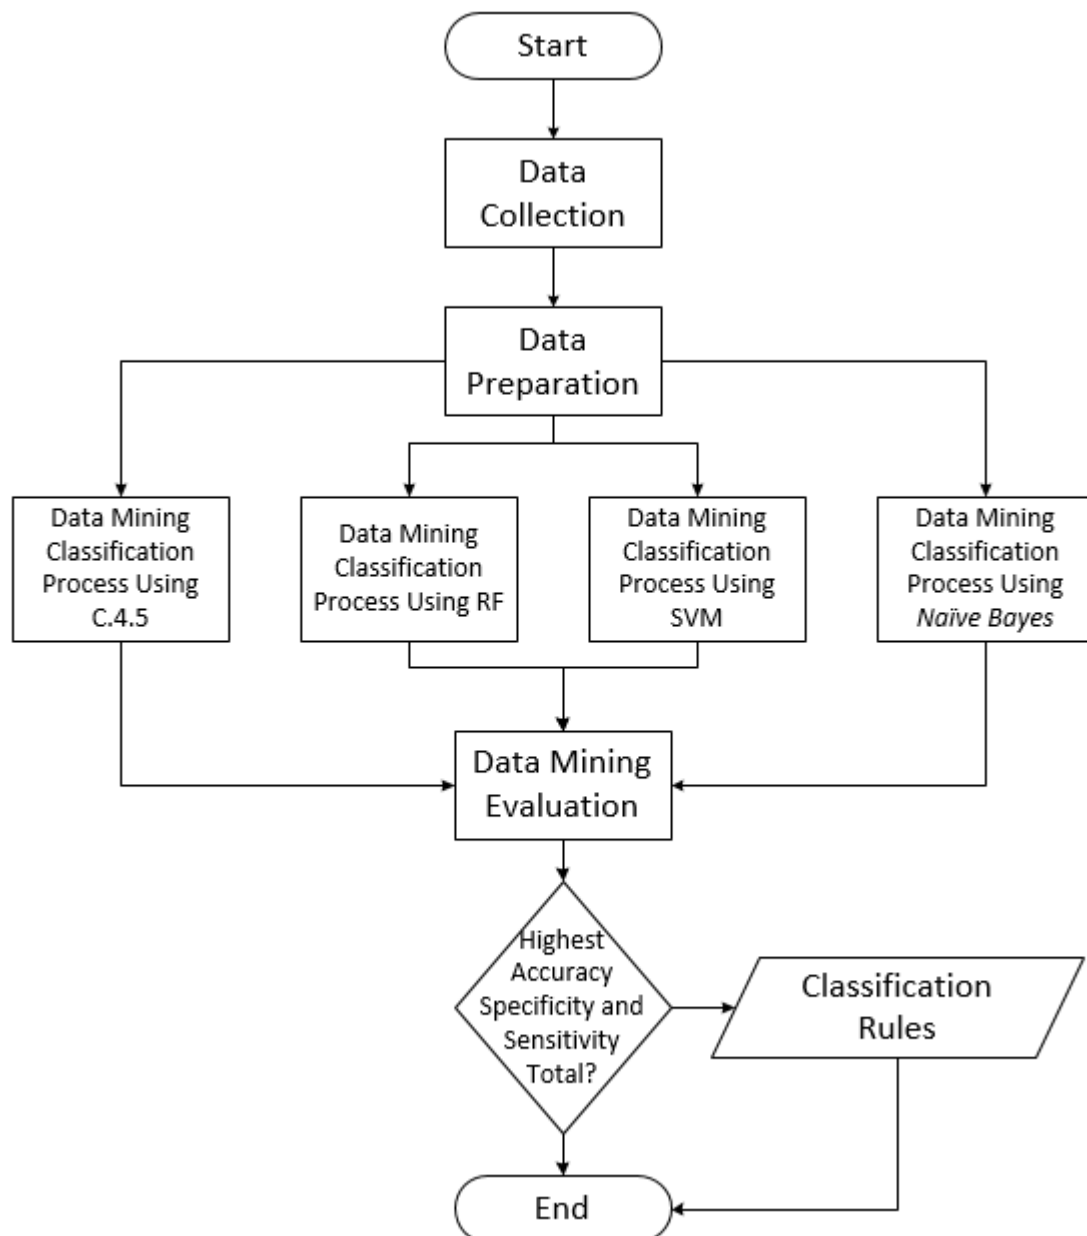 Start
Data
Collection
Data
Preparation
Data Mining
Classification
Process Using
C.4.5
Data Mining
Classification
Process Using RF
Data Mining
Classification
Process Using
SVM
Data Mining
Classification
Process Using
Naïve Bayes
Data Mining
Evaluation
Highest
Accuracy
Specificity and
Sensitivity
Total?
Classification
Rules
End